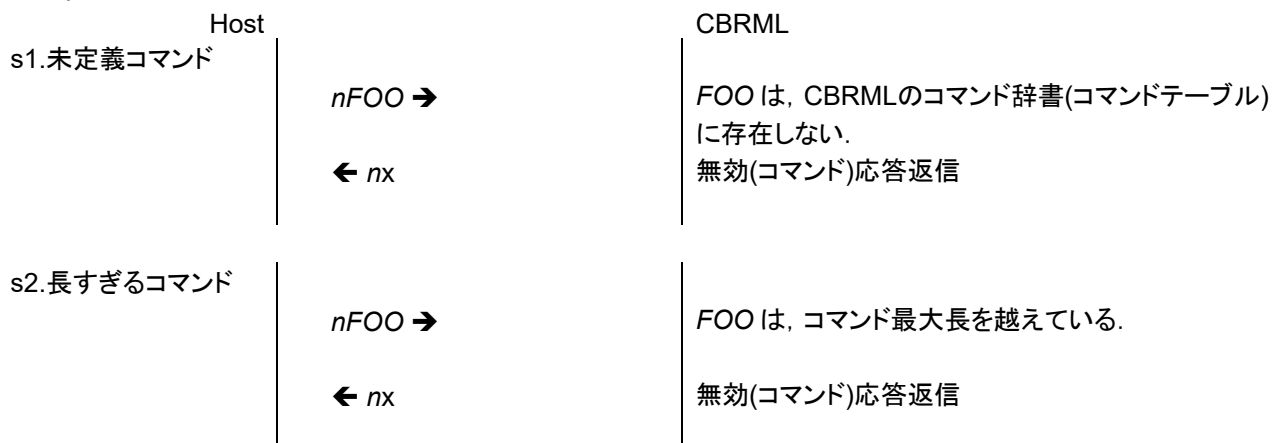 Host CBRML
s1.未定義コマンド
nFOO ➔ FOO は，CBRMLのコマンド辞書(コマンドテーブル)
に存在しない.
🡸 nx 無効(コマンド)応答返信
s2.長すぎるコマンド
nFOO ➔ FOO は，コマンド最大長を越えている.
🡸 nx 無効(コマンド)応答返信